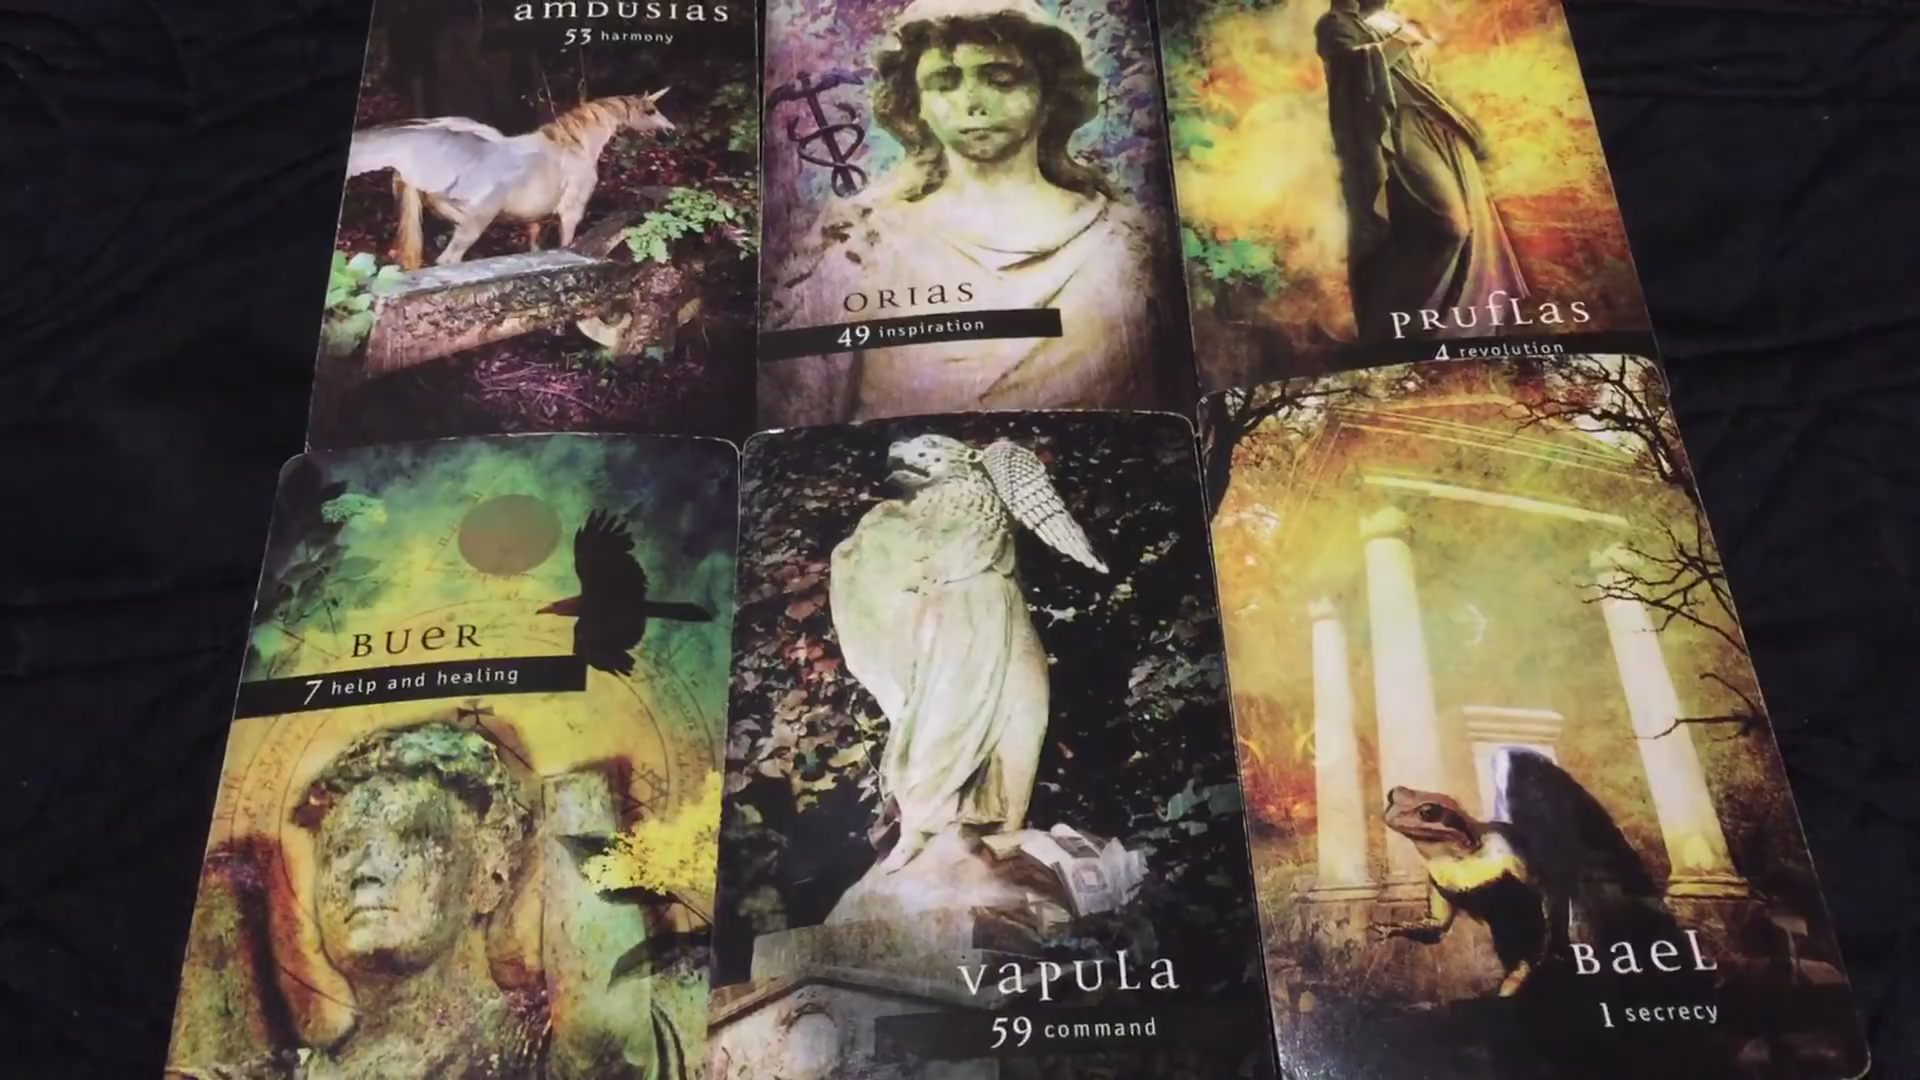 amDUSIas
53 harmony
ORIas
49 inspiration
PRUfLas
4 revolution
BUeR
7 help and healing
vaPULa
59 command
BaeL
1 secrecy